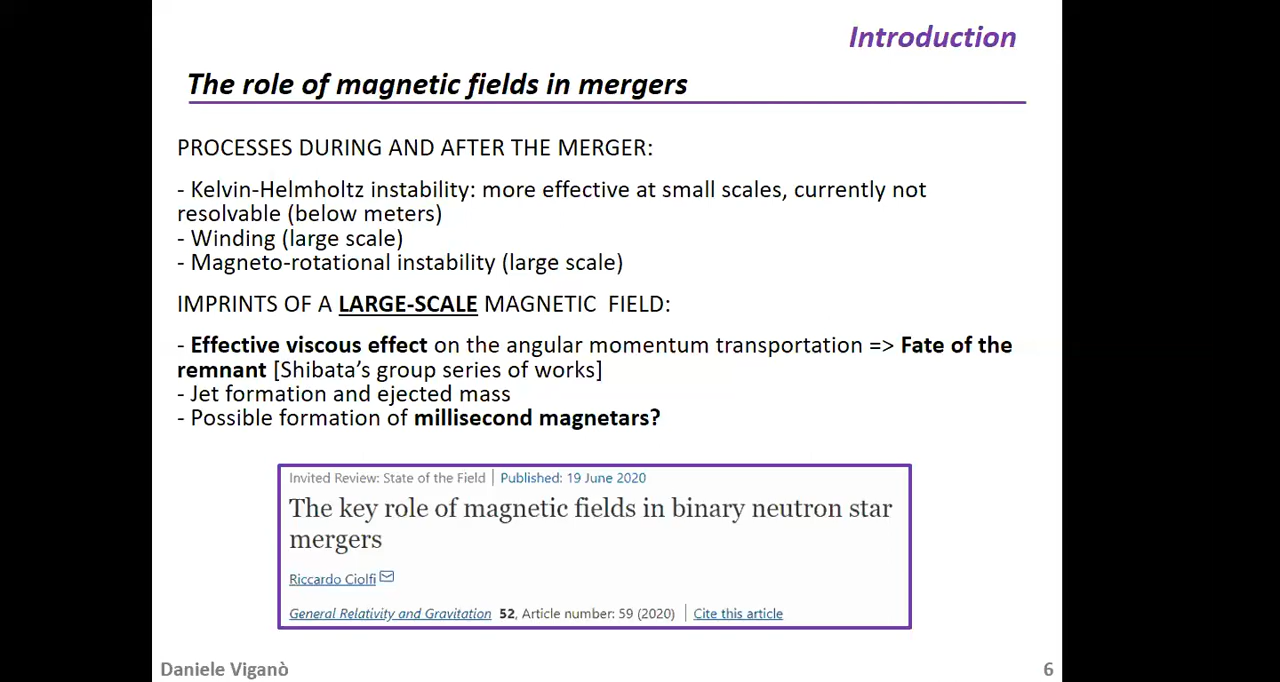 Introduction
The role of magnetic fields in mergers
PROCESSES DURING AND AFTER THE MERGER:
- Kelvin-Helmholtz instability: more effective at small scales, currently not
resolvable (below meters)
- Winding (large scale)
- Magneto-rotational instability (large scale)
IMPRINTS OF A LARGE-SCALE MAGNETIC FIELD:
- Effective viscous effect on the angular momentum transportation => Fate of the
remnant [Shibata's group series of works]
- Jet formation and ejected mass
- Possible formation of millisecond magnetars?
Invited Review: State of the Field | Published: 19 June 2020
The key role of magnetic fields in binary neutron star
mergers
Riccardo Ciolfi
General Relativity and Gravitation 52, Article number: 59 (2020) | Cite this article
Daniele Viganò
6